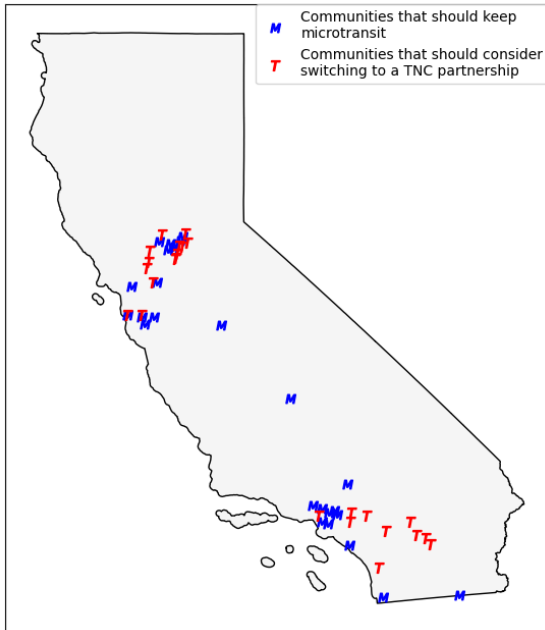 M Communities that should keep
microtransit
T Communities that should consider
switching to a TNC partnership